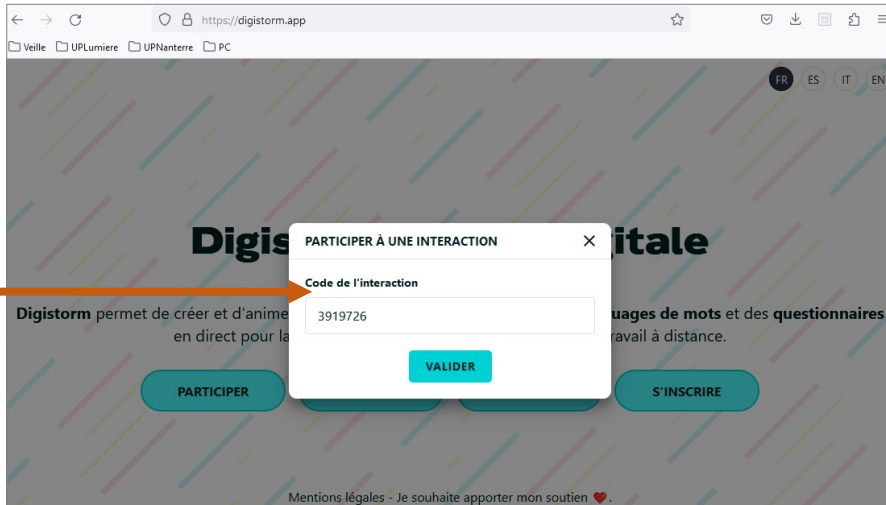 https://digistorm.app
Veille UPLumiere UPNanterre PC
FR ES IT EN
Digis itale
PARTICIPER À UNE INTERACTION
Code de l'interaction
3919726
VALIDER
Digistorm permet de créer et d'anime uages de mots et des questionnaires
en direct pour la ravail à distance.
PARTICIPER S'INSCRIRE
Mentions légales - Je souhaite apporter mon soutien ❤.